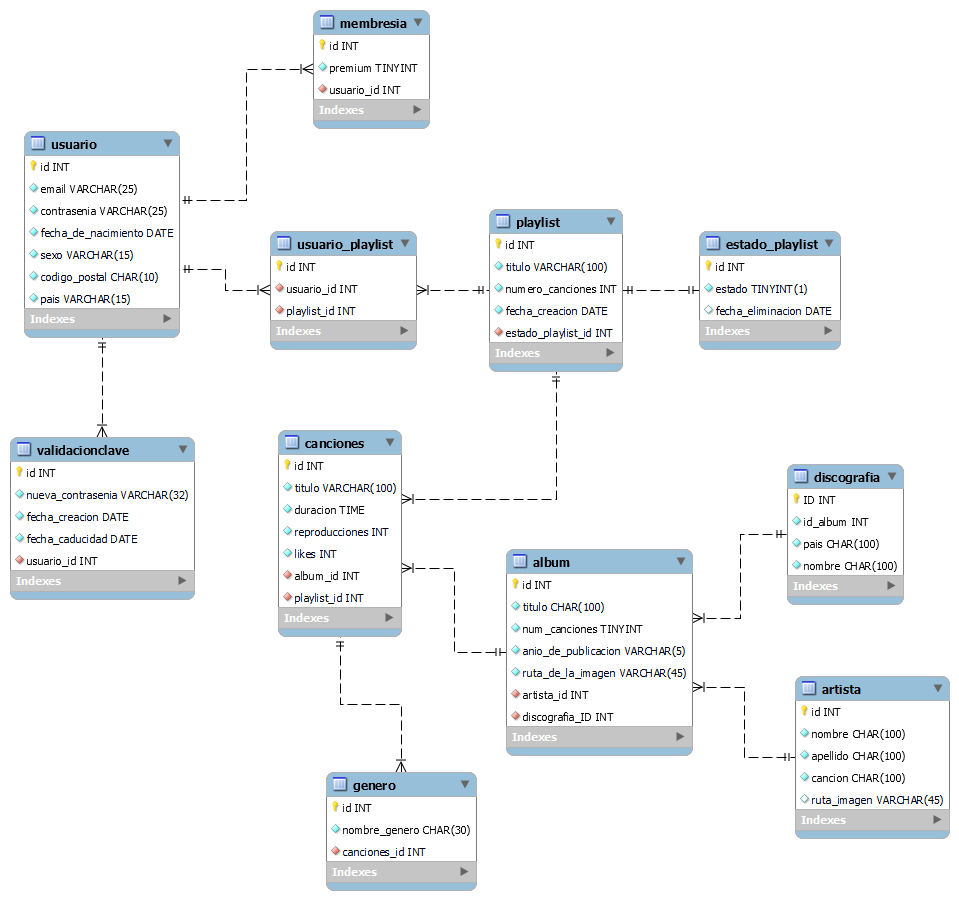 membresia
id INT
premium TINYINT
usuario_id INT
Indexes
usuario
id INT
email VARCHAR(25)
contrasenia VARCHAR(25)
fecha_de_nacimiento DATE
sexo VARCHAR(15)
codigo_postal CHAR(10)
pais VARCHAR(15)
Indexes
usuario_playlist
id INT
usuario_id INT
playlist_id INT
Indexes
playlist
id INT
titulo VARCHAR(100)
numero_canciones INT
fecha_creacion DATE
estado_playlist_id INT
Indexes
estado_playlist
id INT
estado TINYINT(1)
fecha_eliminacion DATE
Indexes
validacionclave
id INT
nueva_contrasenia VARCHAR(32)
fecha_creacion DATE
fecha_caducidad DATE
usuario_id INT
Indexes
canciones
id INT
titulo VARCHAR(100)
duracion TIME
reproducciones INT
likes INT
album_id INT
playlist_id INT
Indexes
discografia
ID INT
id_album INT
pais CHAR(100)
nombre CHAR(100)
Indexes
album
id INT
titulo CHAR(100)
num_canciones TINYINT
anio_de_publicacion VARCHAR(5)
ruta_de_la_imagen VARCHAR(45)
artista_id INT
discografia_ID INT
Indexes
artista
id INT
nombre CHAR(100)
apellido CHAR(100)
cancion CHAR(100)
ruta_imagen VARCHAR(45)
Indexes
genero
id INT
nombre_genero CHAR(30)
canciones_id INT
Indexes